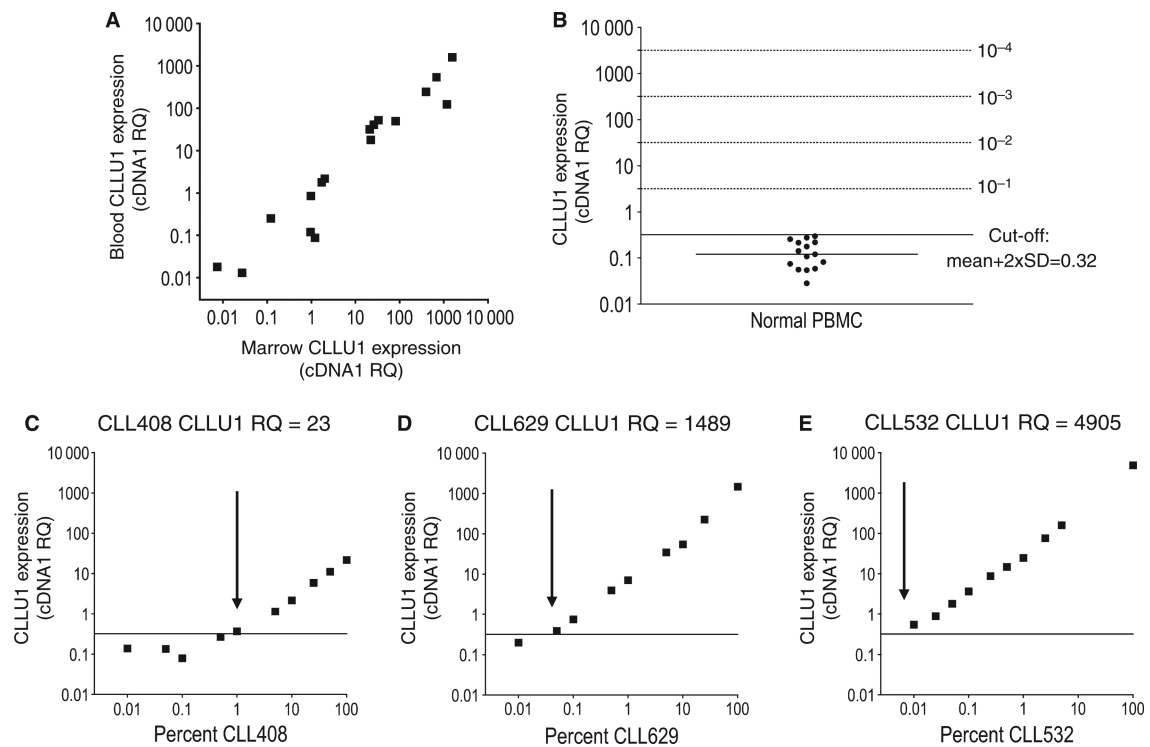 A
10 000
1000
100
10
1
0.1
0.01
Blood CLLU1 expression
(cDNA1 RQ)
0.01 0.1 1 10 100 1000 10 000
Marrow CLLU1 expression
(cDNA1 RQ)
B
10 000
1000
100
10
1
0.1
0.01
CLLU1 expression
(cDNA1 RQ)
10⁻⁴
10⁻³
10⁻²
10⁻¹
Cut-off:
mean+2xSD=0.32
Normal PBMC
C CLL408 CLLU1 RQ = 23
10 000
1000
100
10
1
0.1
0.01
CLLU1 expression
(cDNA1 RQ)
0.01 0.1 1 10 100
Percent CLL408
D CLL629 CLLU1 RQ = 1489
10 000
1000
100
10
1
0.1
0.01
CLLU1 expression
(cDNA1 RQ)
0.01 0.1 1 10 100
Percent CLL629
E CLL532 CLLU1 RQ = 4905
10 000
1000
100
10
1
0.1
0.01
CLLU1 expression
(cDNA1 RQ)
0.01 0.1 1 10 100
Percent CLL532